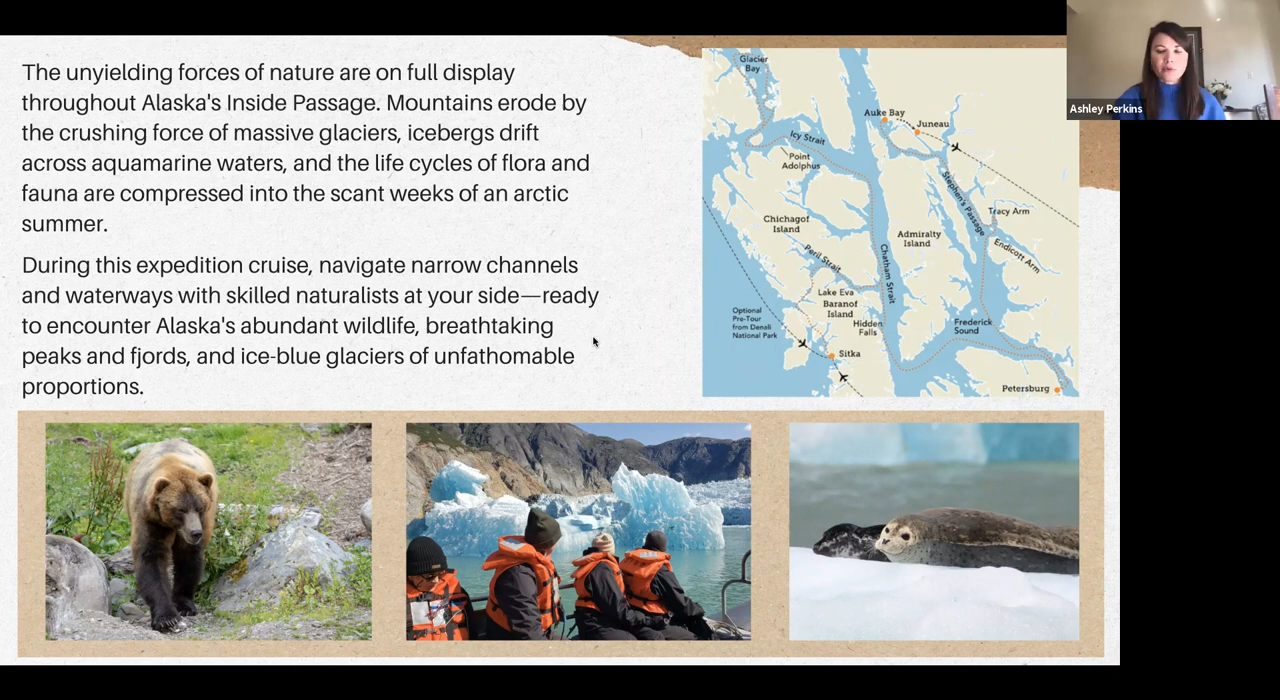 The unyielding forces of nature are on full display
throughout Alaska's Inside Passage. Mountains erode by
the crushing force of massive glaciers, icebergs drift
across aquamarine waters, and the life cycles of flora and
fauna are compressed into the scant weeks of an arctic
summer.
During this expedition cruise, navigate narrow channels
and waterways with skilled naturalists at your side—ready
to encounter Alaska's abundant wildlife, breathtaking
peaks and fjords, and ice-blue glaciers of unfathomable
proportions.
Glacier
Bay
Auke Bay
Juneau
Icy Strait
Point
Adolphus
Stephen's Passage
Tracy Arm
Chichagof
Island
Admiralty
Island
Endicott Arm
Peril Strait
Chatham Strait
Lake Eva
Baranof
Island
Hidden
Falls
Optional
Pre-Tour
from Denali
National Park
Frederick
Sound
Sitka
Petersburg
Ashley Perkins